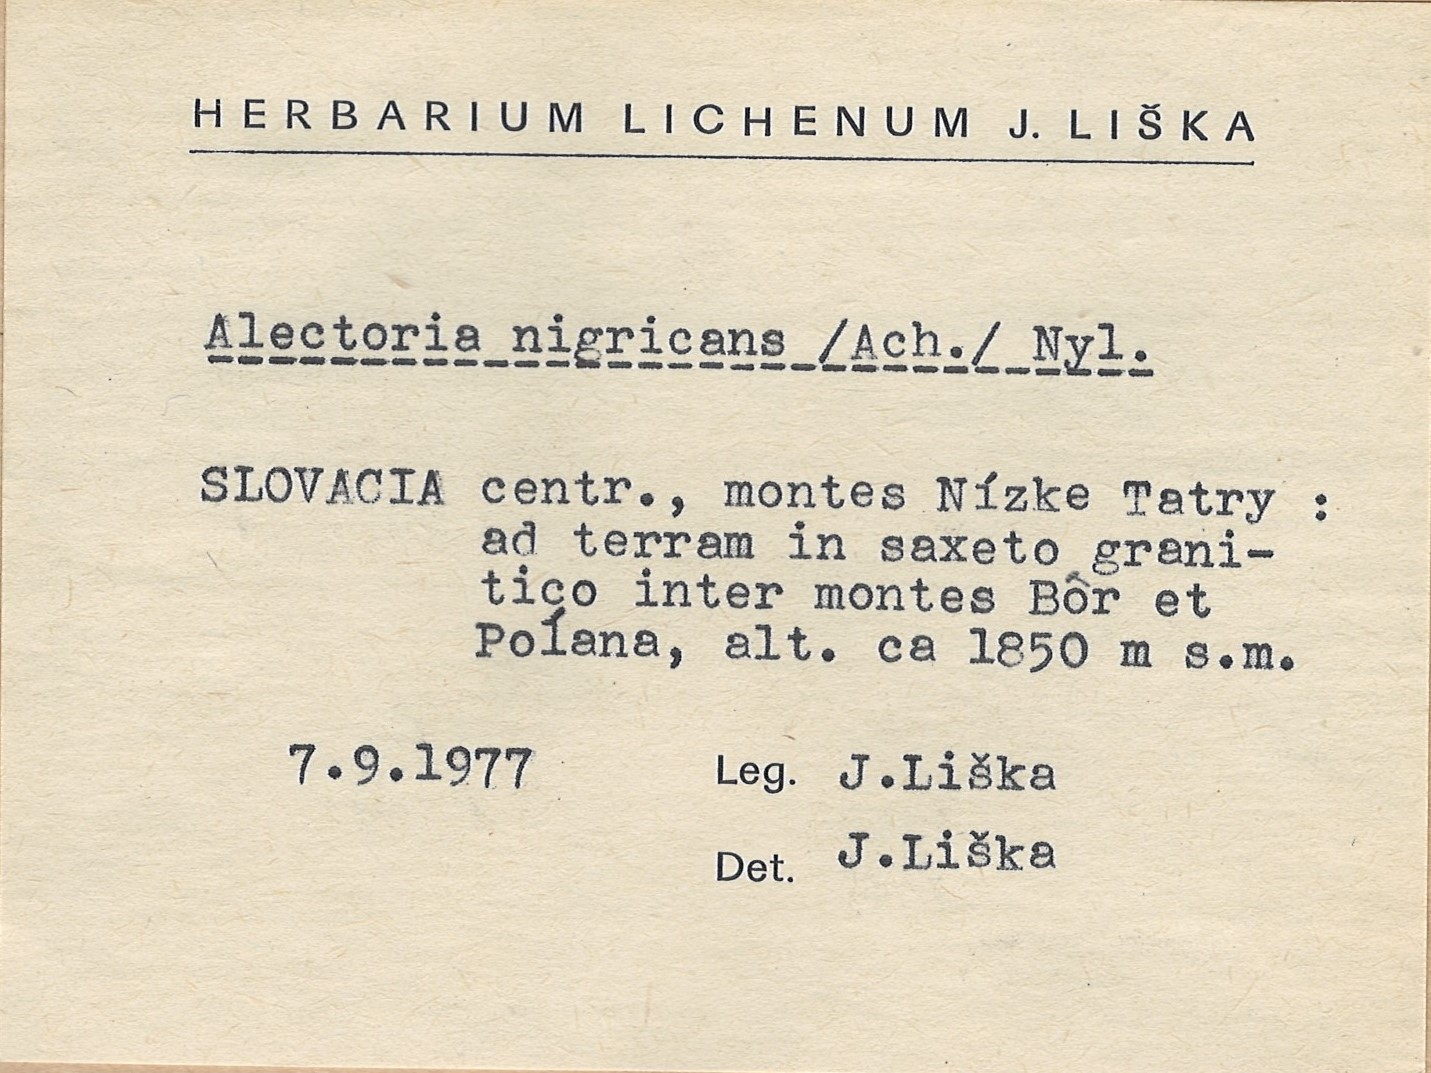 HERBARIUM LICHENUM J. LIŠKA
Alectoria nigricans /Ach./ Nyl.
SLOVACIA centr., montes Nízke Tatry :
ad terram in saxeto grani-
tico inter montes Bôr et
Poĺana, alt. ca 1850 m s.m.
7.9.1977 Leg. J.Liška
Det. J.Liška